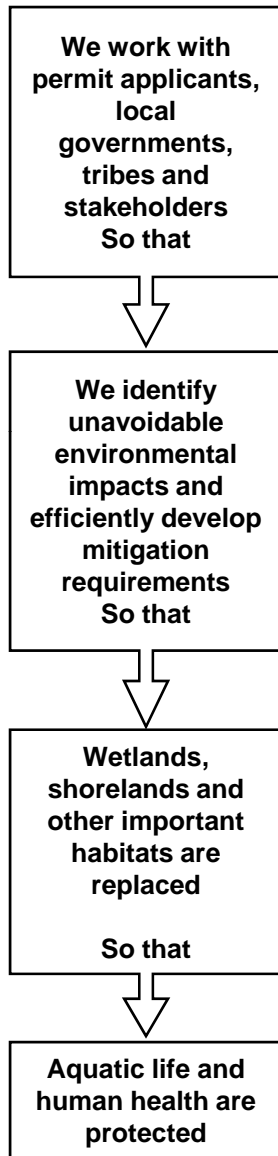 We work with
permit applicants,
local
governments,
tribes and
stakeholders
So that
We identify
unavoidable
environmental
impacts and
efficiently develop
mitigation
requirements
So that
Wetlands,
shorelands and
other important
habitats are
replaced
So that
Aquatic life and
human health are
protected